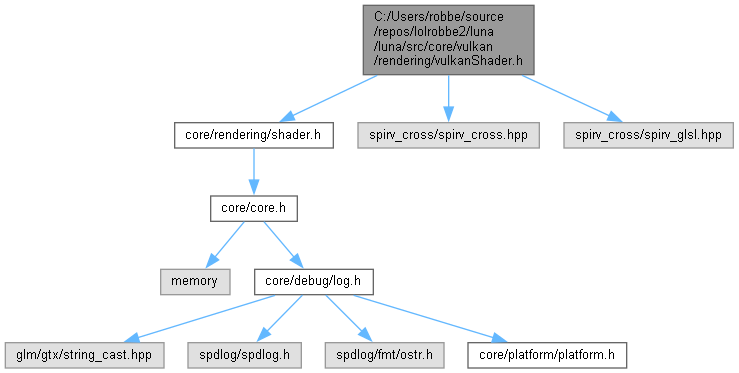 C:/Users/robbe/source
/repos/lolrobbe2/luna
/luna/src/core/vulkan
/rendering/vulkanShader.h
core/rendering/shader.h
spirv_cross/spirv_cross.hpp
spirv_cross/spirv_glsl.hpp
core/core.h
memory
core/debug/log.h
glm/gtx/string_cast.hpp
spdlog/spdlog.h
spdlog/fmt/ostr.h
core/platform/platform.h